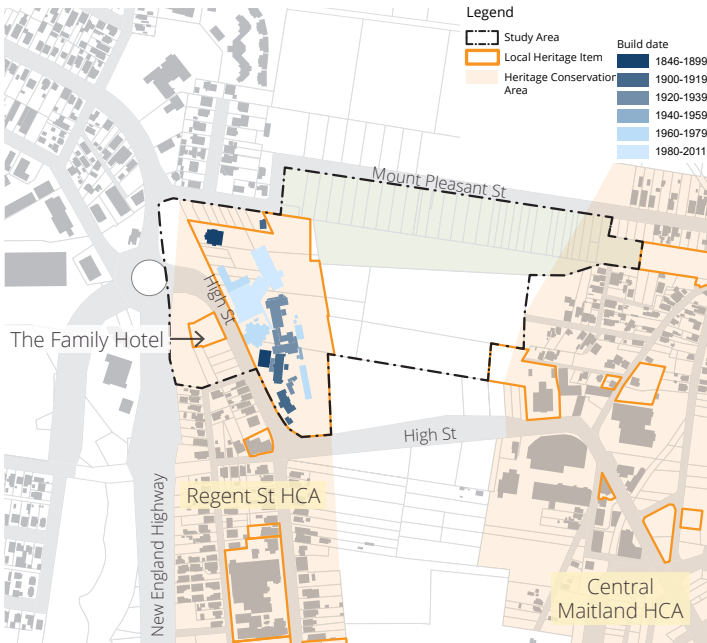 Legend
Study Area
Local Heritage Item
Heritage Conservation
Area
Build date
1846-1899
1900-1919
1920-1939
1940-1959
1960-1979
1980-2011
Mount Pleasant St
High St
The Family Hotel
High St
Regent St HCA
New England Highway
Central
Maitland HCA